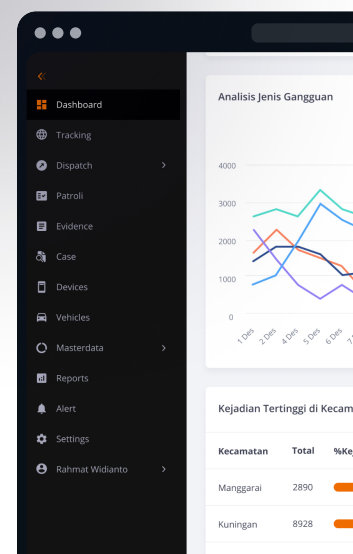 Dashboard
Tracking
Dispatch
Patroli
Evidence
Case
Devices
Vehicles
Masterdata
Reports
Alert
Settings
Rahmat Widianto
Analisis Jenis Gangguan
4000
3000
2000
1000
0
1 Des
2 Des
4 Des
5 Des
6 Des
Kejadian Tertinggi di Kecam
Kecamatan Total %Kej
Manggarai 2890
Kuningan 8928